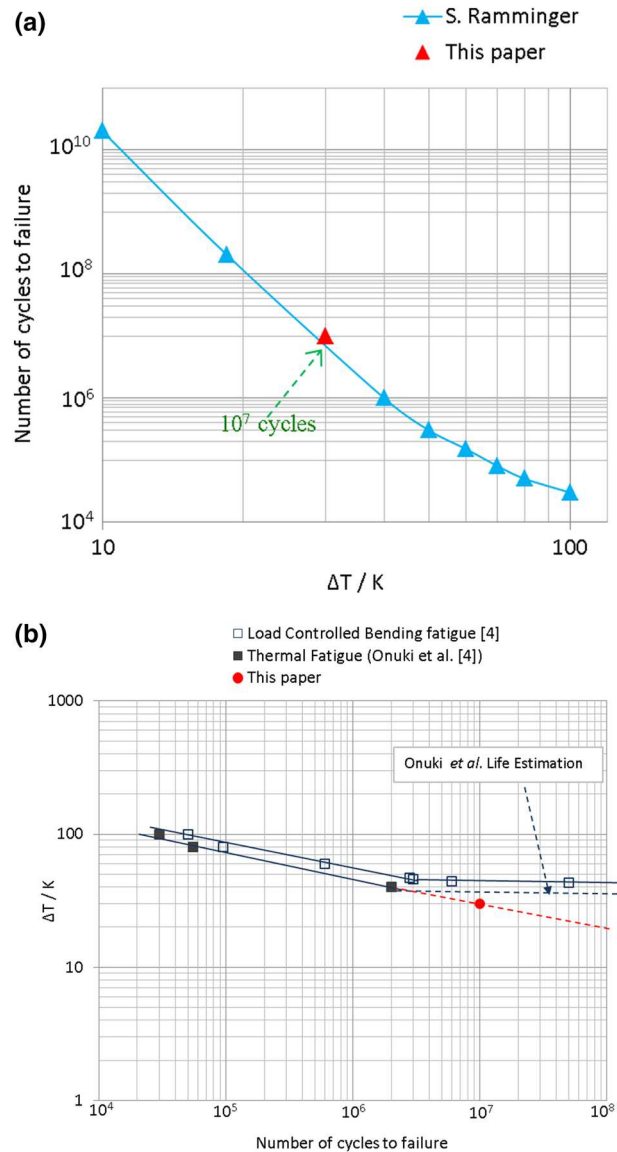 (a)
S. Ramminger
This paper
Number of cycles to failure
10^10
10^8
10^6
10^4
10^7 cycles
10
100
ΔT / K
(b)
Load Controlled Bending fatigue [4]
Thermal Fatigue (Onuki et al. [4])
This paper
ΔT / K
1000
100
10
1
Onuki et al. Life Estimation
10^4
10^5
10^6
10^7
10^8
Number of cycles to failure